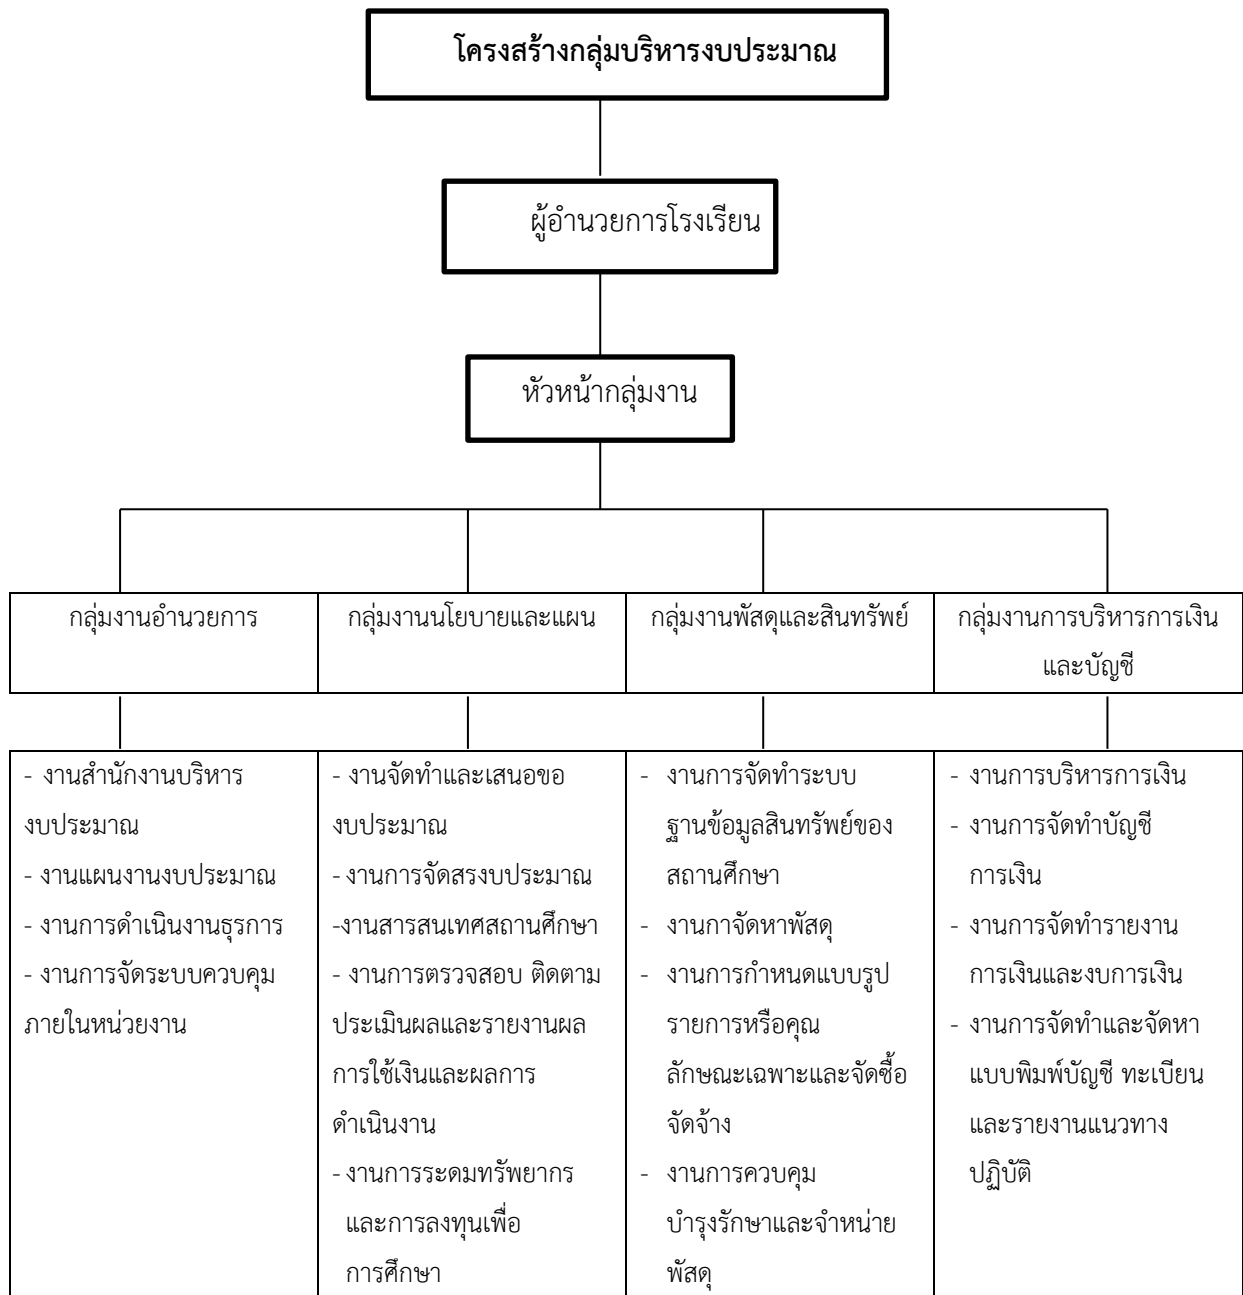 โครงสร้างกลุ่มบริหารงบประมาณ
ผู้อำนวยการโรงเรียน
หัวหน้ากลุ่มงาน
กลุ่มงานอำนวยการ
กลุ่มงานนโยบายและแผน
กลุ่มงานพัสดุและสินทรัพย์
กลุ่มงานการบริหารการเงิน
และบัญชี
- งานสำนักงานบริหาร
งบประมาณ
- งานแผนงานงบประมาณ
- งานการดำเนินงานธุรการ
- งานการจัดระบบควบคุม
ภายในหน่วยงาน
- งานจัดทำและเสนอขอ
งบประมาณ
- งานการจัดสรงบประมาณ
-งานสารสนเทศสถานศึกษา
- งานการตรวจสอบ ติดตาม
ประเมินผลและรายงานผล
การใช้เงินและผลการ
ดำเนินงาน
- งานการระดมทรัพยากร
และการลงทุนเพื่อ
การศึกษา
- งานการจัดทำระบบ
ฐานข้อมูลสินทรัพย์ของ
สถานศึกษา
- งานกาจัดหาพัสดุ
- งานการกำหนดแบบรูป
รายการหรือคุณ
ลักษณะเฉพาะและจัดซื้อ
จัดจ้าง
- งานการควบคุม
บำรุงรักษาและจำหน่าย
พัสดุ
- งานการบริหารการเงิน
- งานการจัดทำบัญชี
การเงิน
- งานการจัดทำรายงาน
การเงินและงบการเงิน
- งานการจัดทำและจัดหา
แบบพิมพ์บัญชี ทะเบียน
และรายงานแนวทาง
ปฏิบัติ